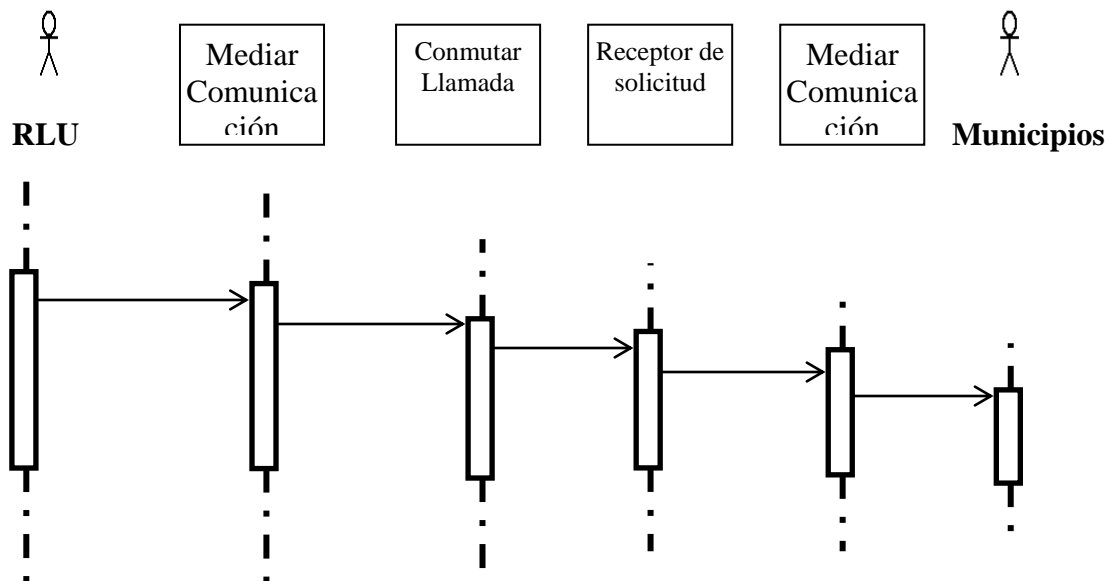 Mediar
Comunica
ción
Conmutar
Llamada
Receptor de
solicitud
Mediar
Comunica
ción
RLU
Municipios